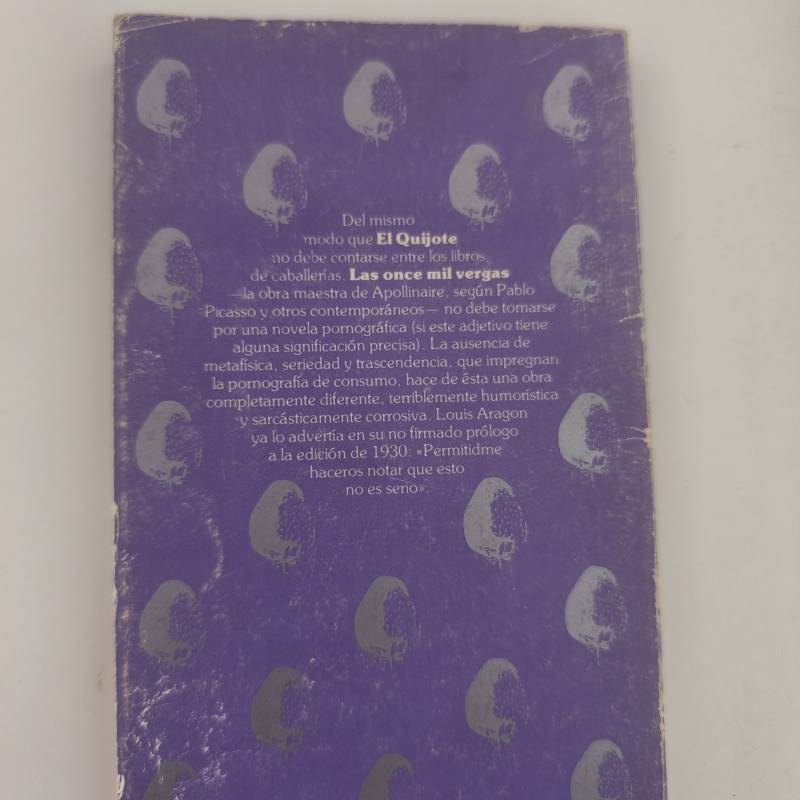 Del mismo
modo que El Quijote
no debe contarse entre los libros
de caballerías. Las once mil vergas
—la obra maestra de Apollinaire, según Pablo
Picasso y otros contemporáneos— no debe tomarse
por una novela pornográfica (si este adjetivo tiene
alguna significación precisa). La ausencia de
metafísica, seriedad y trascendencia, que impregnan
la pornografía de consumo, hace de ésta una obra
completamente diferente, terriblemente humorística
y sarcásticamente corrosiva. Louis Aragon
ya lo advertía en su no firmado prólogo
a la edición de 1930: «Permitidme
haceros notar que esto
no es serio».